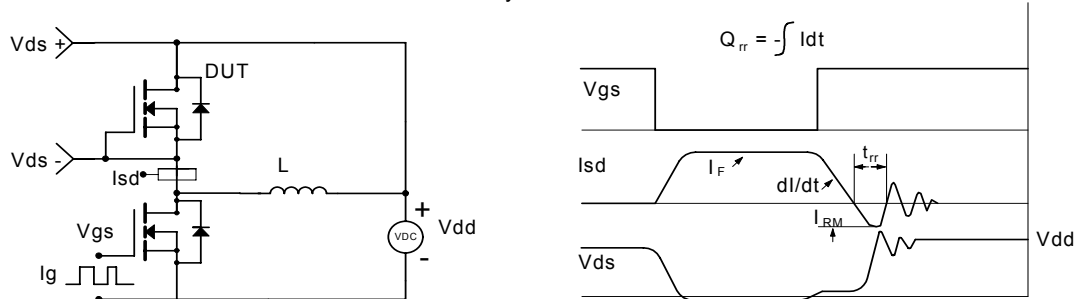 Vds +
DUT
Vds -
Isd
L
Vgs
Ig
+
VDC
-
Vdd
Q rr = -∫ Idt
Vgs
Isd
I F
dI/dt
t rr
I RM
Vds
Vdd